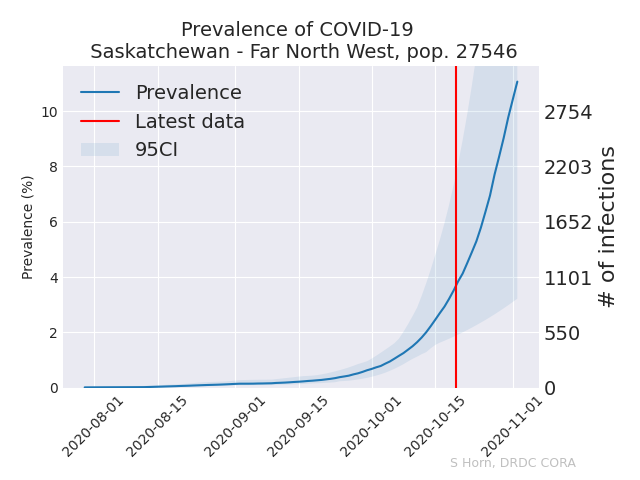 Prevalence of COVID-19
Saskatchewan - Far North West, pop. 27546
Prevalence
Latest data
95CI
Prevalence (%)
10
8
6
4
2
0
2754
2203
1652
1101
550
0
# of infections
2020-08-01
2020-08-15
2020-09-01
2020-09-15
2020-10-01
2020-10-15
2020-11-01
S Horn, DRDC CORA